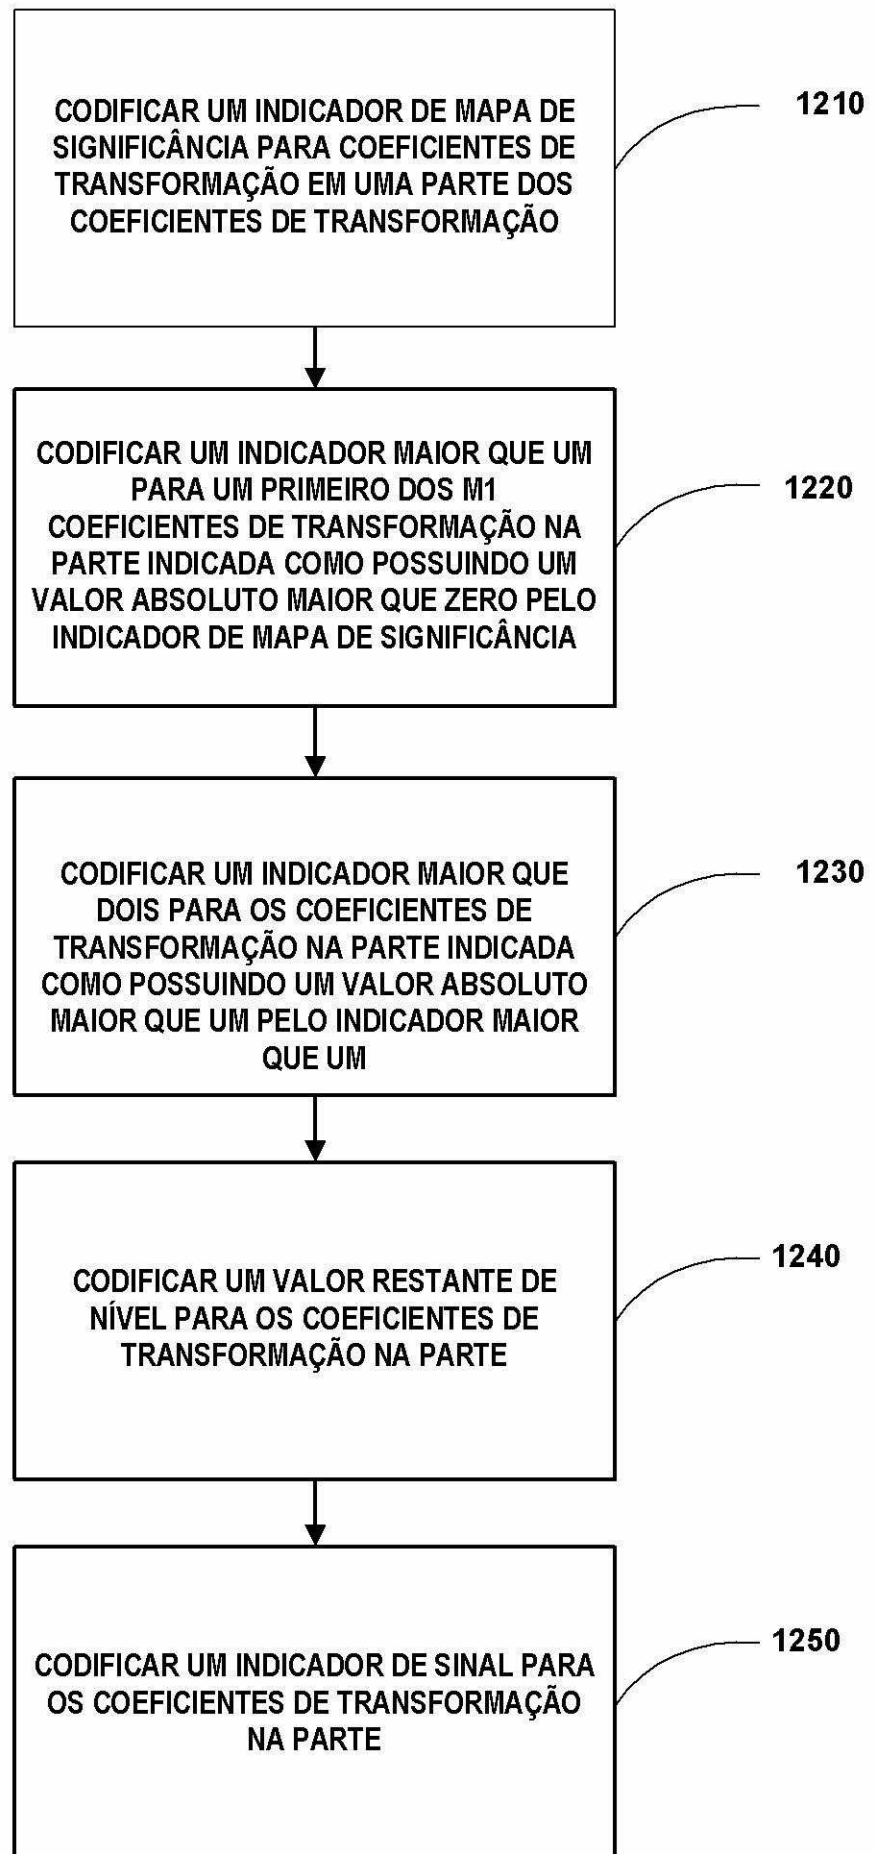 CODIFICAR UM INDICADOR DE MAPA DE
SIGNIFICÂNCIA PARA COEFICIENTES DE
TRANSFORMAÇÃO EM UMA PARTE DOS
COEFICIENTES DE TRANSFORMAÇÃO
1210
CODIFICAR UM INDICADOR MAIOR QUE UM
PARA UM PRIMEIRO DOS M1
COEFICIENTES DE TRANSFORMAÇÃO NA
PARTE INDICADA COMO POSSUINDO UM
VALOR ABSOLUTO MAIOR QUE ZERO PELO
INDICADOR DE MAPA DE SIGNIFICÂNCIA
1220
CODIFICAR UM INDICADOR MAIOR QUE
DOIS PARA OS COEFICIENTES DE
TRANSFORMAÇÃO NA PARTE INDICADA
COMO POSSUINDO UM VALOR ABSOLUTO
MAIOR QUE UM PELO INDICADOR MAIOR
QUE UM
1230
CODIFICAR UM VALOR RESTANTE DE
NÍVEL PARA OS COEFICIENTES DE
TRANSFORMAÇÃO NA PARTE
1240
CODIFICAR UM INDICADOR DE SINAL PARA
OS COEFICIENTES DE TRANSFORMAÇÃO
NA PARTE
1250